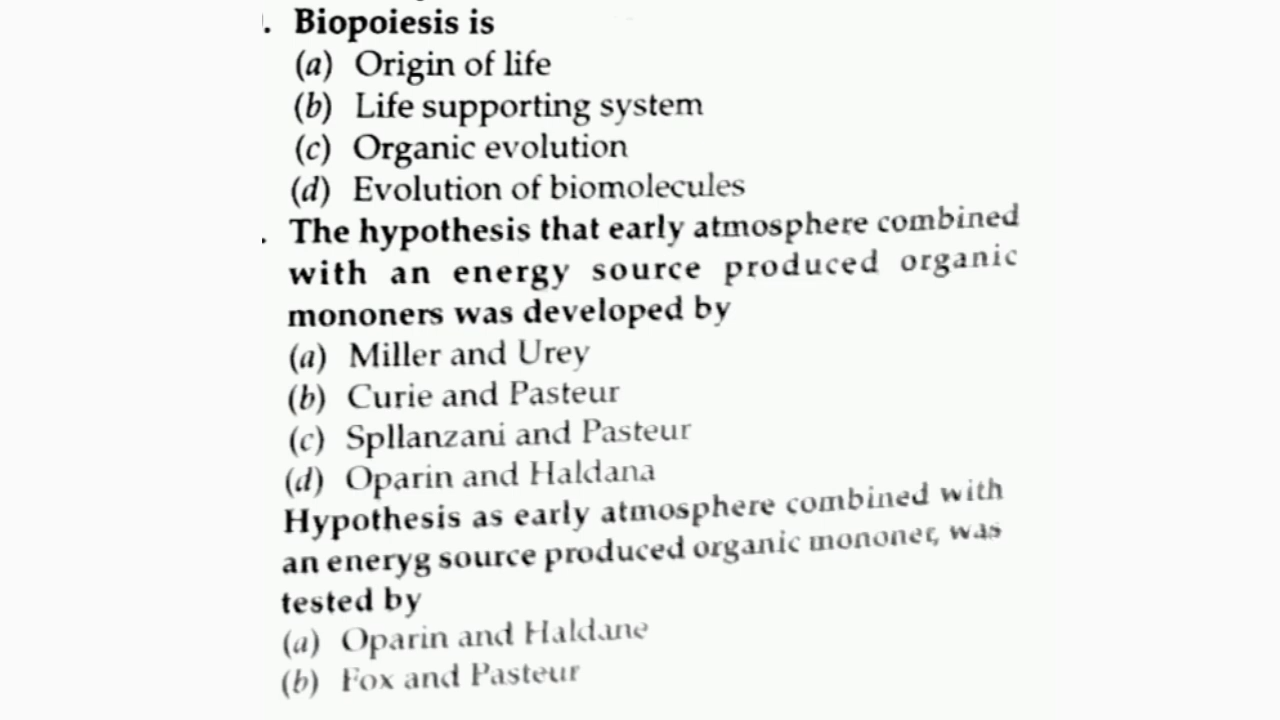 . Biopoiesis is
(a) Origin of life
(b) Life supporting system
(c) Organic evolution
(d) Evolution of biomolecules
. The hypothesis that early atmosphere combined
with an energy source produced organic
mononers was developed by
(a) Miller and Urey
(b) Curie and Pasteur
(c) Spllanzani and Pasteur
(d) Oparin and Haldana
Hypothesis as early atmosphere combined with
an eneryg source produced organic mononer, was
tested by
(a) Oparin and Haldane
(b) Fox and Pasteur